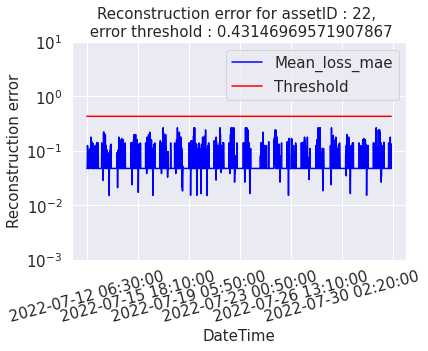 Reconstruction error for assetID : 22,
error threshold : 0.43146969571907867
Mean_loss_mae
Threshold
Reconstruction error
10¹
10⁰
10⁻¹
10⁻²
10⁻³
2022-07-12 06:30:00
2022-07-15 18:10:00
2022-07-19 05:50:00
2022-07-23 00:50:00
2022-07-26 13:10:00
2022-07-30 02:20:00
DateTime